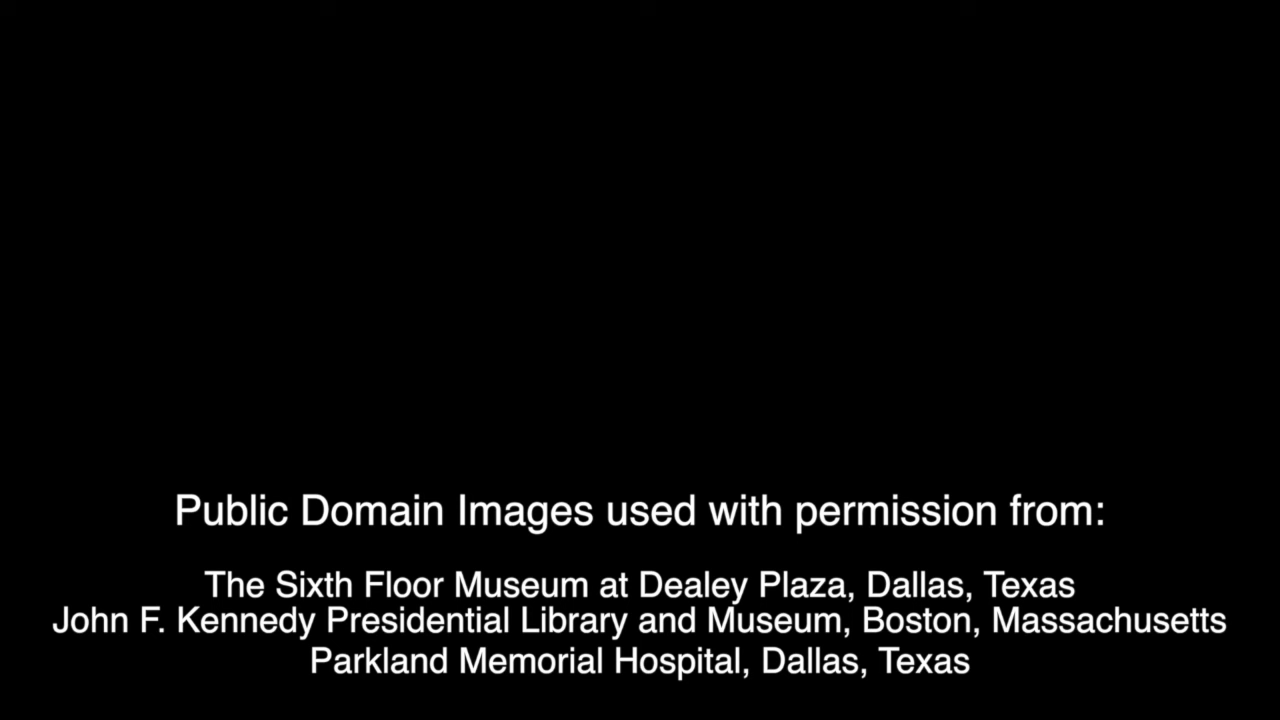 Public Domain Images used with permission from:
The Sixth Floor Museum at Dealey Plaza, Dallas, Texas
John F. Kennedy Presidential Library and Museum, Boston, Massachusetts
Parkland Memorial Hospital, Dallas, Texas